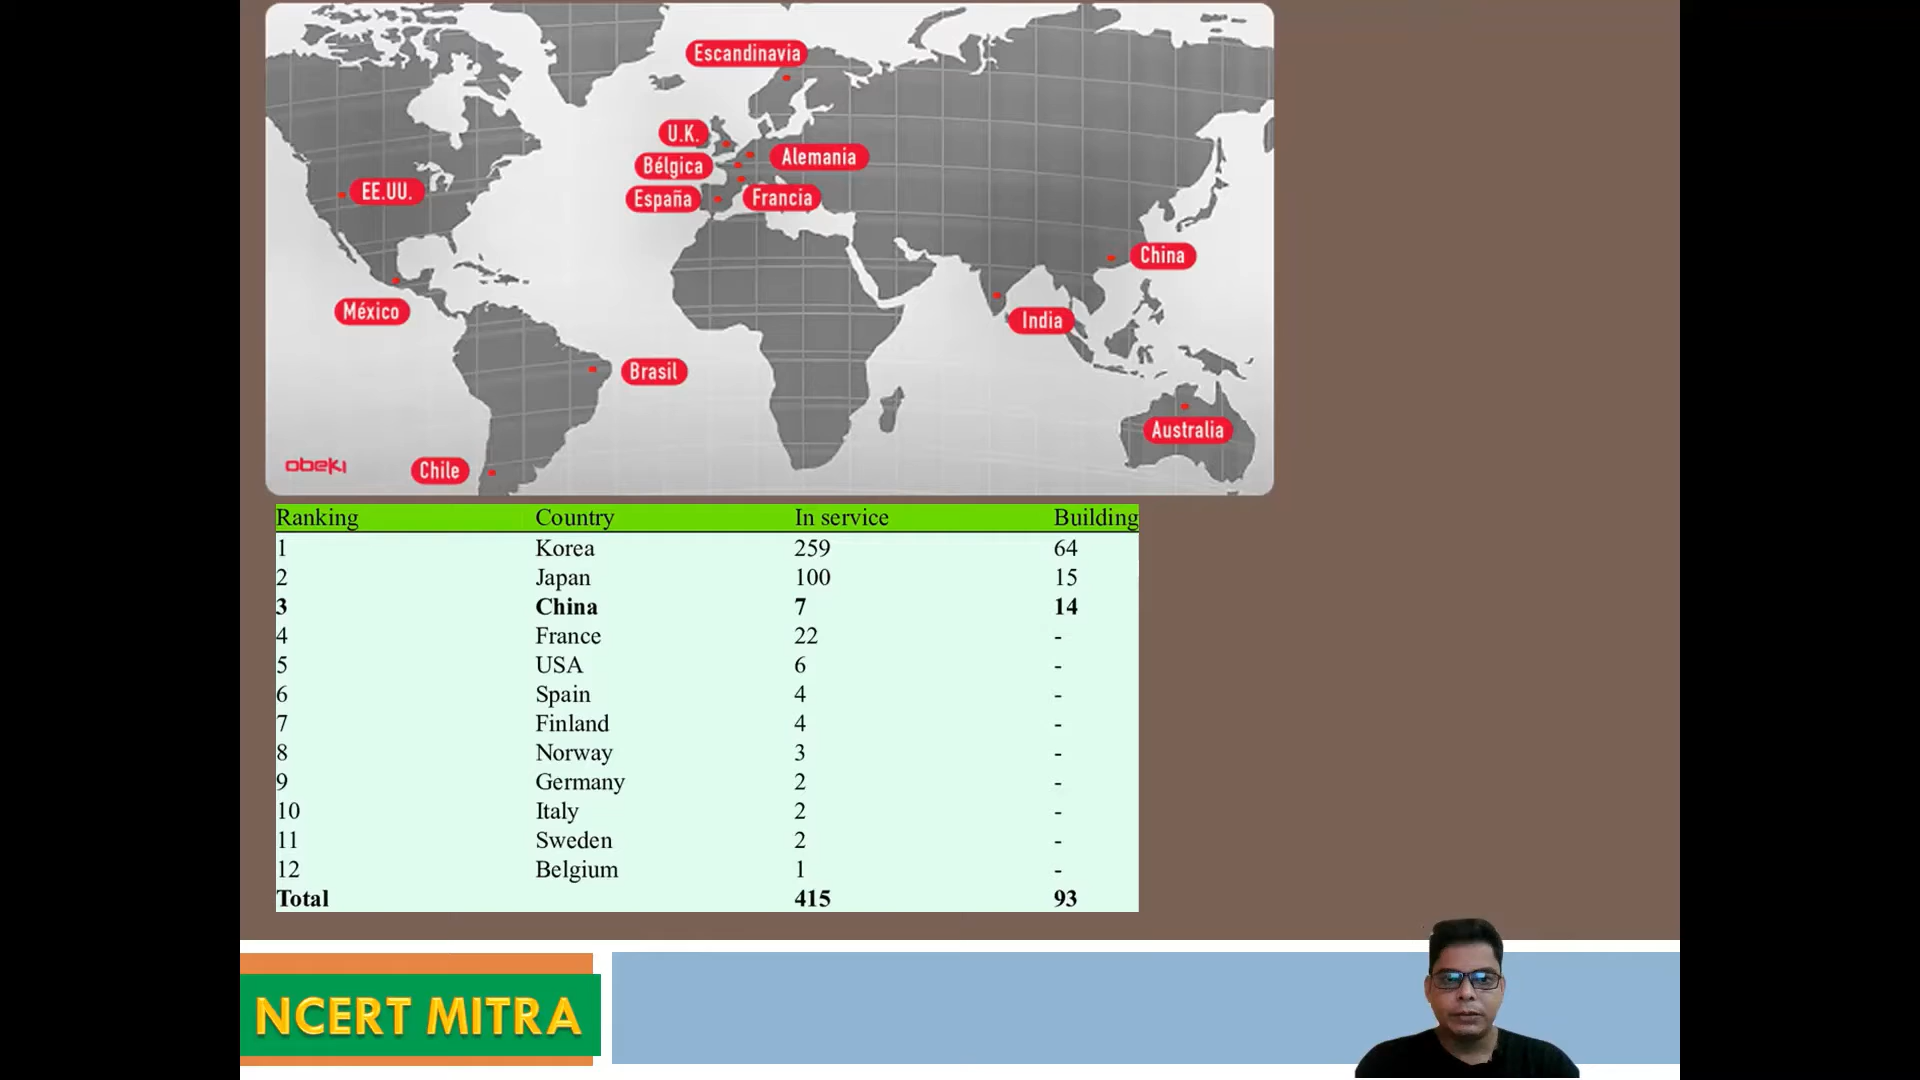 Escandinavia
U.K.
Alemania
Bélgica
EE.UU.
España
Francia
China
México
India
Brasil
Australia
obeki
Chile
Ranking Country In service Building
1 Korea 259 64
2 Japan 100 15
3 China 7 14
4 France 22 -
5 USA 6 -
6 Spain 4 -
7 Finland 4 -
8 Norway 3 -
9 Germany 2 -
10 Italy 2 -
11 Sweden 2 -
12 Belgium 1 -
Total 415 93
NCERT MITRA